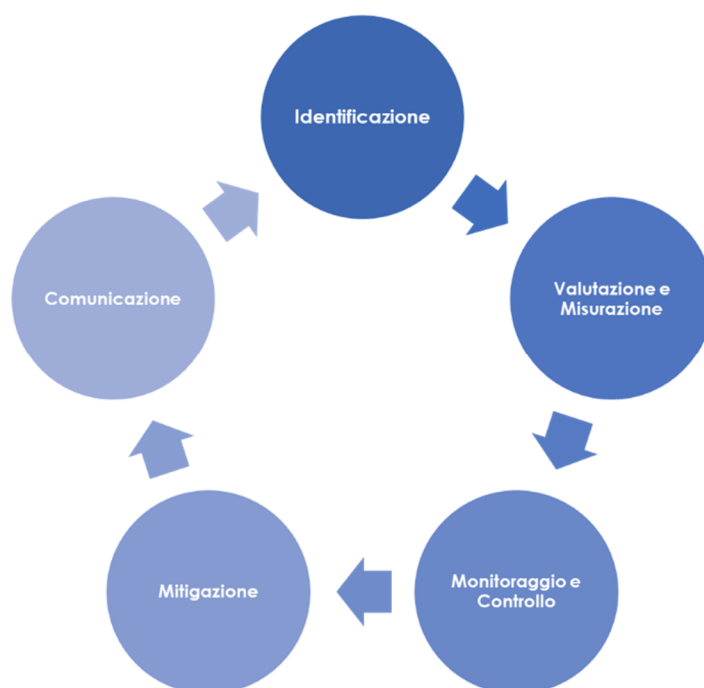 Identificazione
Valutazione e
Misurazione
Monitoraggio e
Controllo
Mitigazione
Comunicazione